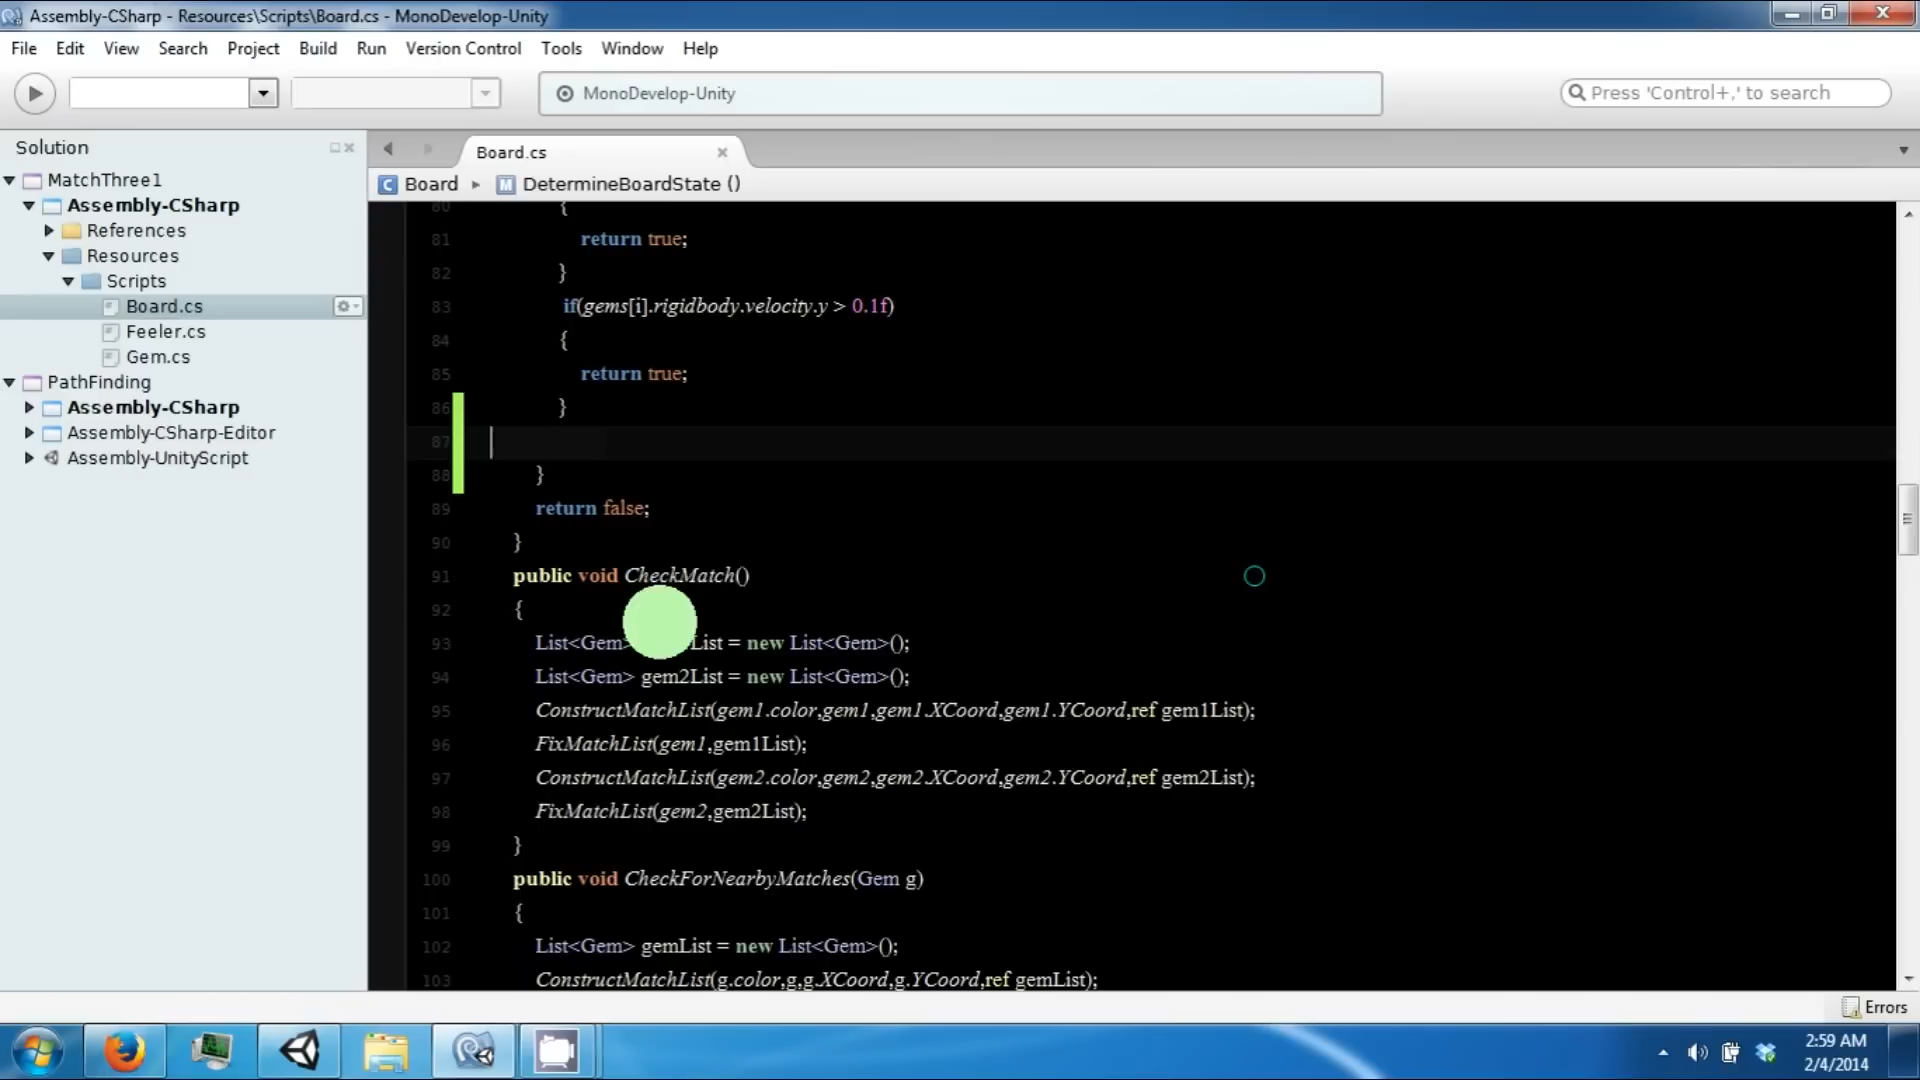 Assembly-CSharp - Resources\Scripts\Board.cs - MonoDevelop-Unity
File Edit View Search Project Build Run Version Control Tools Window Help
MonoDevelop-Unity
Press 'Control+,' to search
Solution
MatchThree1
Assembly-CSharp
References
Resources
Scripts
Board.cs
Feeler.cs
Gem.cs
PathFinding
Assembly-CSharp
Assembly-CSharp-Editor
Assembly-UnityScript
Board.cs
Board DetermineBoardState ()
80 {
81 return true;
82 }
83 if(gems[i].rigidbody.velocity.y > 0.1f)
84 {
85 return true;
86 }
87
88 }
89 return false;
90 }
91 public void CheckMatch()
92 {
93 List<Gem> List = new List<Gem>();
94 List<Gem> gem2List = new List<Gem>();
95 ConstructMatchList(gem1.color,gem1,gem1.XCoord,gem1.YCoord,ref gem1List);
96 FixMatchList(gem1,gem1List);
97 ConstructMatchList(gem2.color,gem2,gem2.XCoord,gem2.YCoord,ref gem2List);
98 FixMatchList(gem2,gem2List);
99 }
100 public void CheckForNearbyMatches(Gem g)
101 {
102 List<Gem> gemList = new List<Gem>();
103 ConstructMatchList(g.color,g,g.XCoord,g.YCoord,ref gemList);
Errors
2:59 AM
2/4/2014